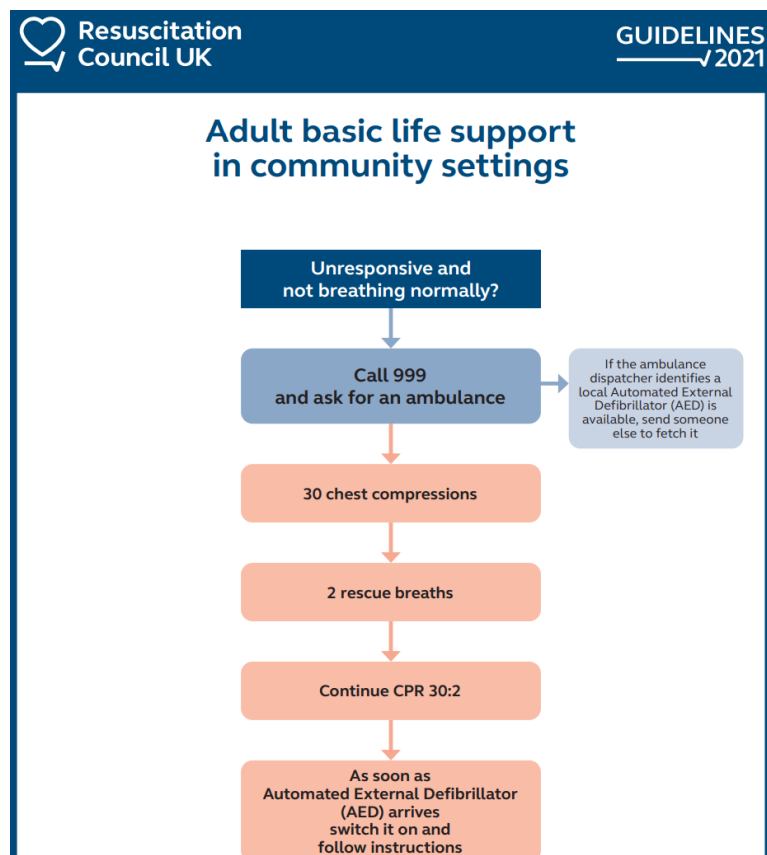 Resuscitation
Council UK
GUIDELINES
2021
Adult basic life support
in community settings
Unresponsive and
not breathing normally?
Call 999
and ask for an ambulance
If the ambulance
dispatcher identifies a
local Automated External
Defibrillator (AED) is
available, send someone
else to fetch it
30 chest compressions
2 rescue breaths
Continue CPR 30:2
As soon as
Automated External Defibrillator
(AED) arrives
switch it on and
follow instructions